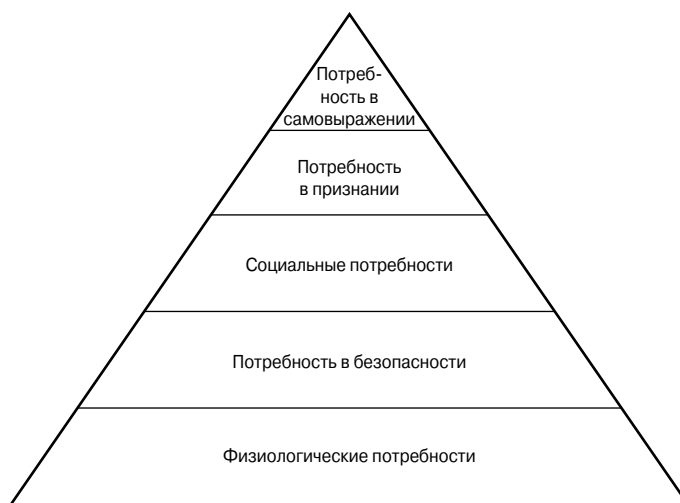 Потреб-
ность в
самовыражении
Потребность
в признании
Социальные потребности
Потребность в безопасности
Физиологические потребности